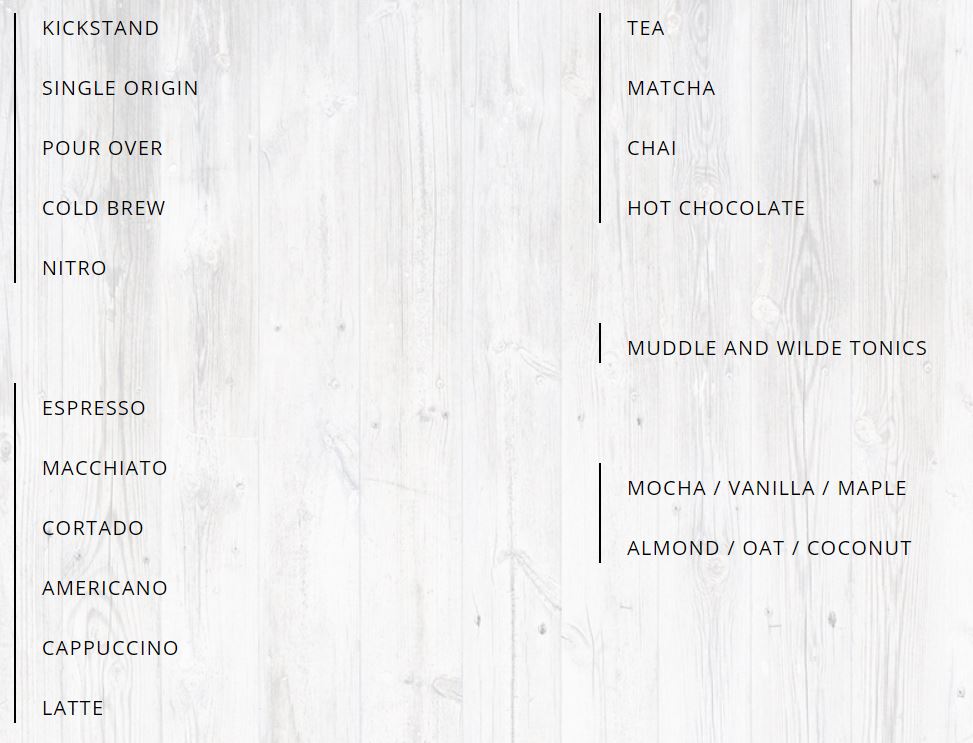 KICKSTAND
SINGLE ORIGIN
POUR OVER
COLD BREW
NITRO
ESPRESSO
MACCHIATO
CORTADO
AMERICANO
CAPPUCCINO
LATTE
TEA
MATCHA
CHAI
HOT CHOCOLATE
MUDDLE AND WILDE TONICS
MOCHA / VANILLA / MAPLE
ALMOND / OAT / COCONUT